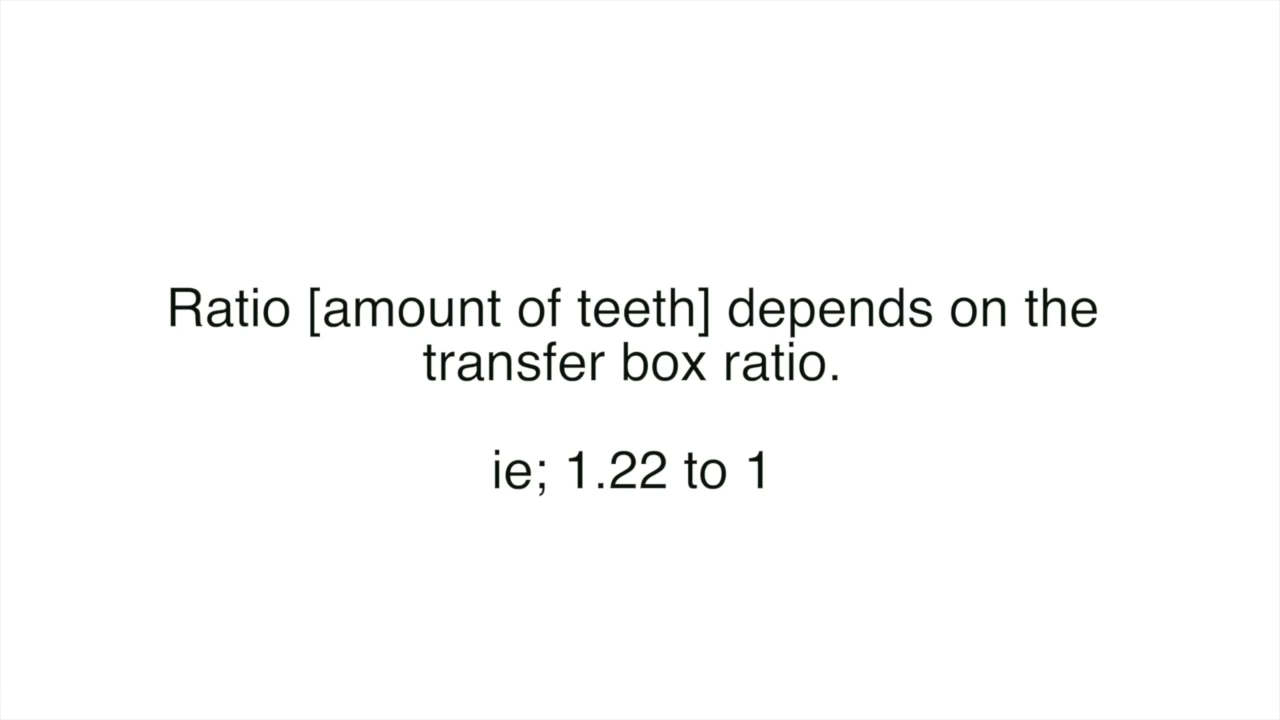 Ratio [amount of teeth] depends on the
transfer box ratio.
ie; 1.22 to 1